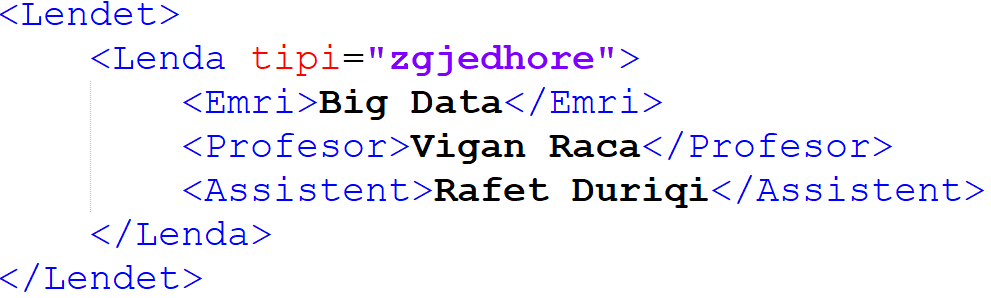 <Lendet>
<Lenda tipi="zgjedhore">
<Emri>Big Data</Emri>
<Profesor>Vigan Raca</Profesor>
<Assistent>Rafet Duriqi</Assistent>
</Lenda>
</Lendet>